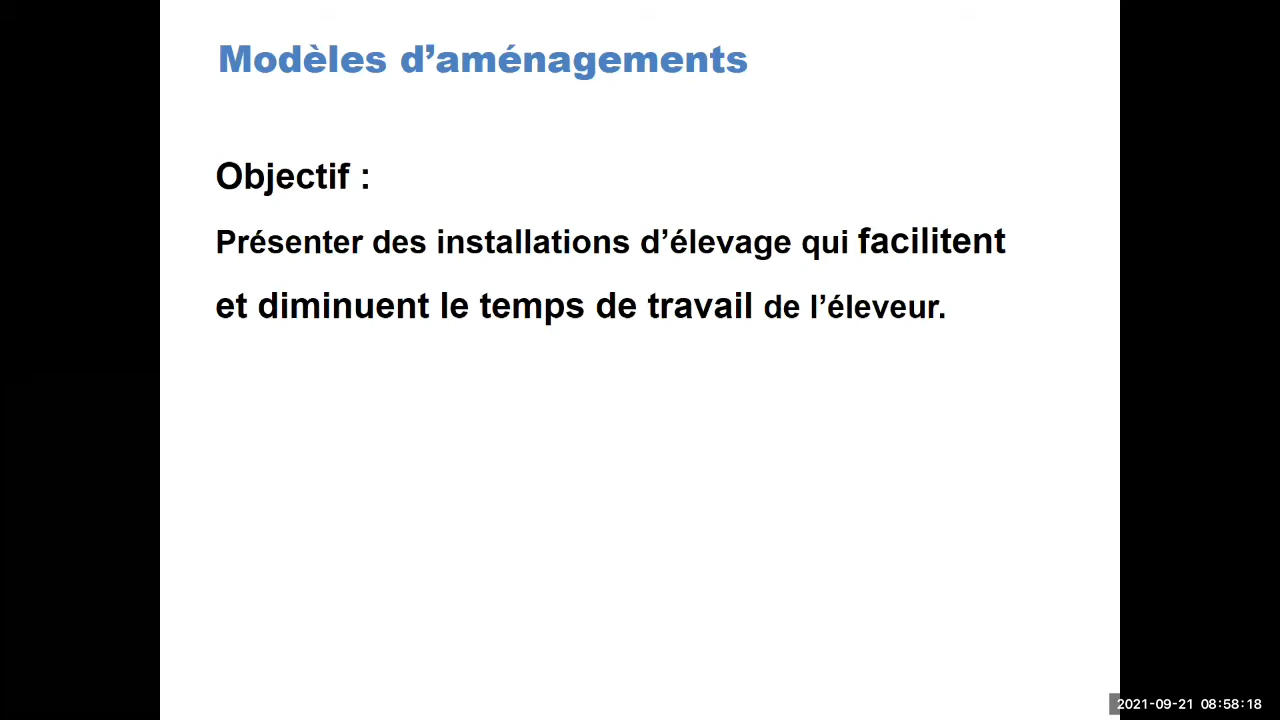 Modèles d’aménagements
Objectif :
Présenter des installations d’élevage qui facilitent
et diminuent le temps de travail de l’éleveur.
2021-09-21 08:58:18